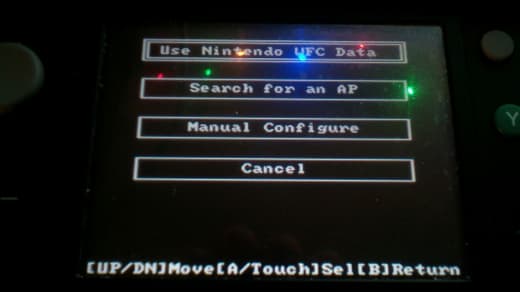 Use Nintendo WFC Data
Search for an AP
Manual Configure
Cancel
[UP/DN]Move[A/Touch]Sel[B]Return
Y